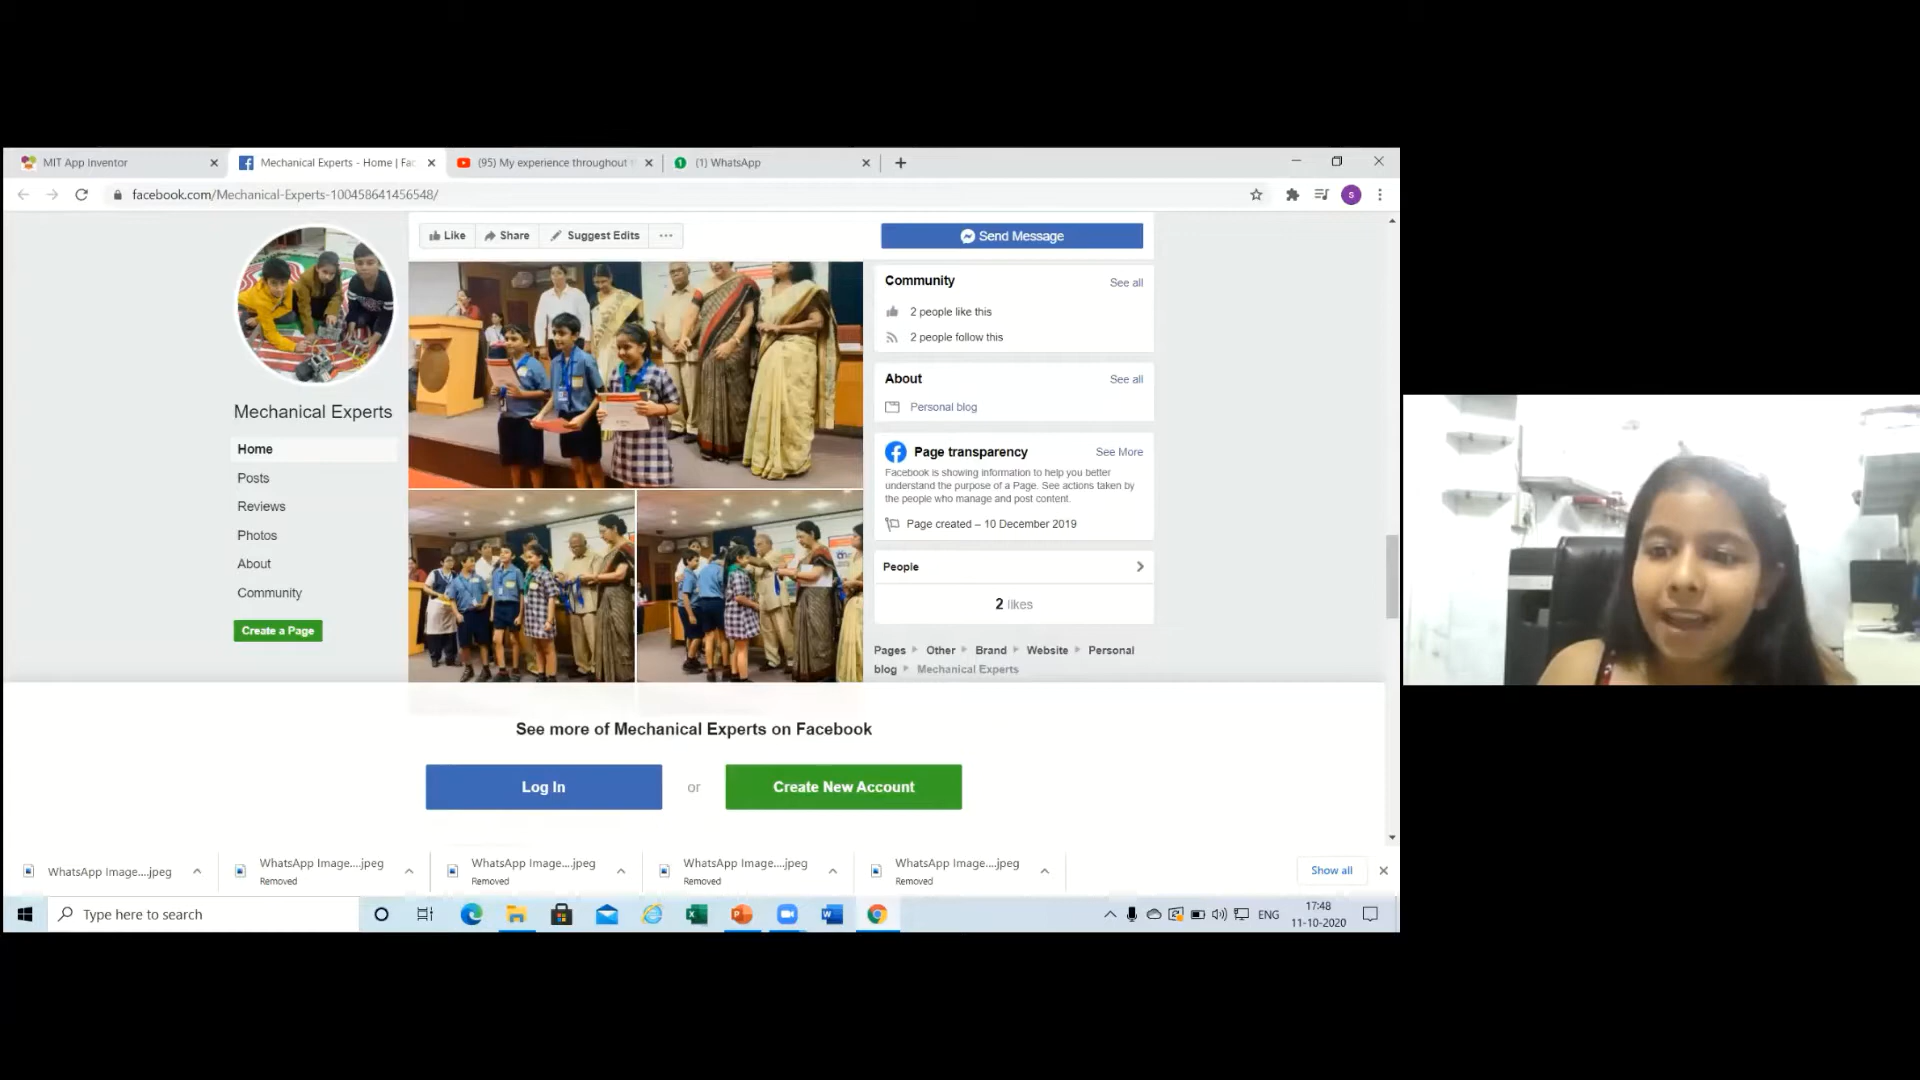 MIT App Inventor
Mechanical Experts - Home | Fac
(95) My experience throughout t
(1) WhatsApp
facebook.com/Mechanical-Experts-100458641456548/
S
Like
Share
Suggest Edits
Send Message
Community
See all
2 people like this
2 people follow this
About
See all
Personal blog
Page transparency
See More
Facebook is showing information to help you better
understand the purpose of a Page. See actions taken by
the people who manage and post content.
Page created – 10 December 2019
People
2 likes
Pages
Other
Brand
Website
Personal
blog
Mechanical Experts
Mechanical Experts
Home
Posts
Reviews
Photos
About
Community
Create a Page
See more of Mechanical Experts on Facebook
Log In
or
Create New Account
WhatsApp Image....jpeg
WhatsApp Image....jpeg
Removed
WhatsApp Image....jpeg
Removed
WhatsApp Image....jpeg
Removed
WhatsApp Image....jpeg
Removed
Show all
Type here to search
ENG
17:48
11-10-2020